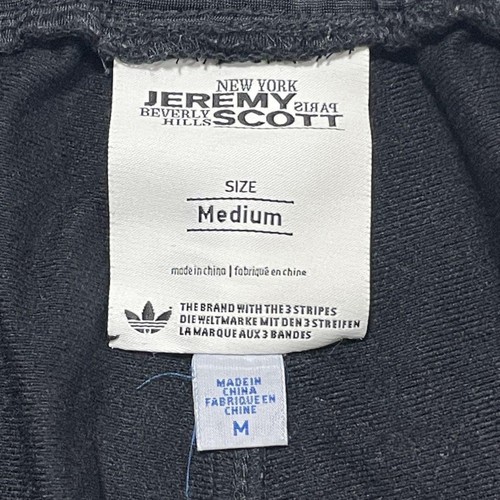 NEW YORK
JEREMY PARIS
BEVERLY HILLS SCOTT
SIZE
Medium
made in china | fabriqué en chine
THE BRAND WITH THE 3 STRIPES
DIE WELTMARKE MIT DEN 3 STREIFEN
LA MARQUE AUX 3 BANDES
MADE IN
CHINA
FABRIQUE EN
CHINE
M